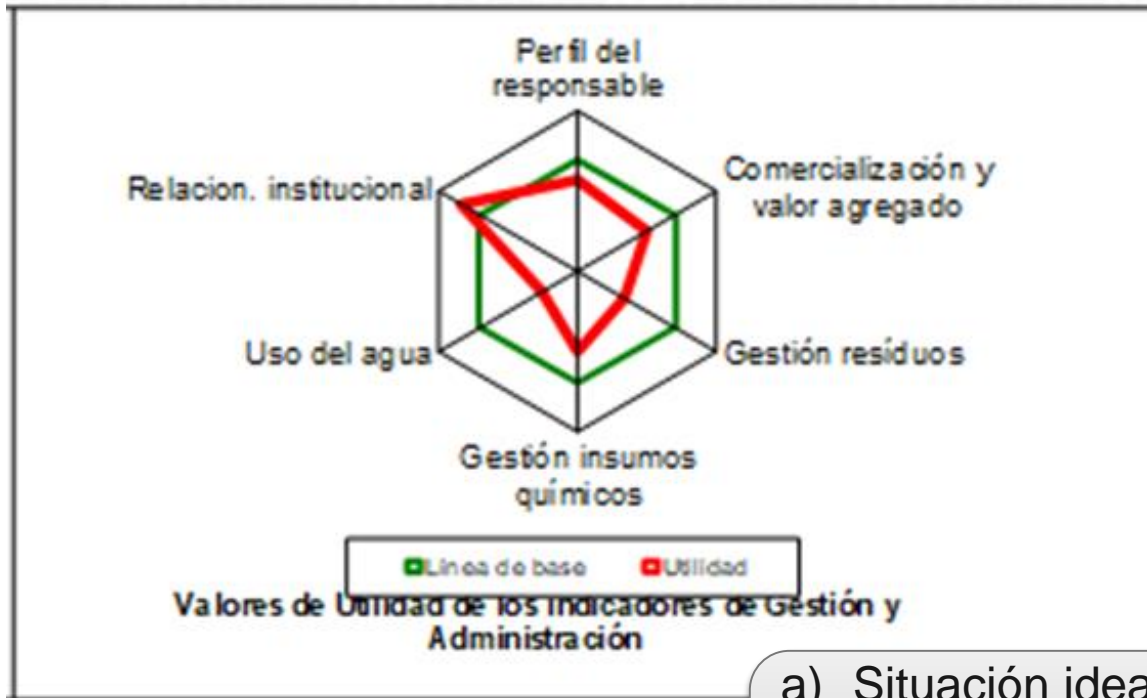 Perfil del
responsable
Comercialización y
valor agregado
Relacion. institucional
Uso del agua
Gestión resíduos
Gestión insumos
químicos
Línea de base Utilidad
Valores de Utilidad de los Indicadores de Gestión y
Administración
a) Situación idea